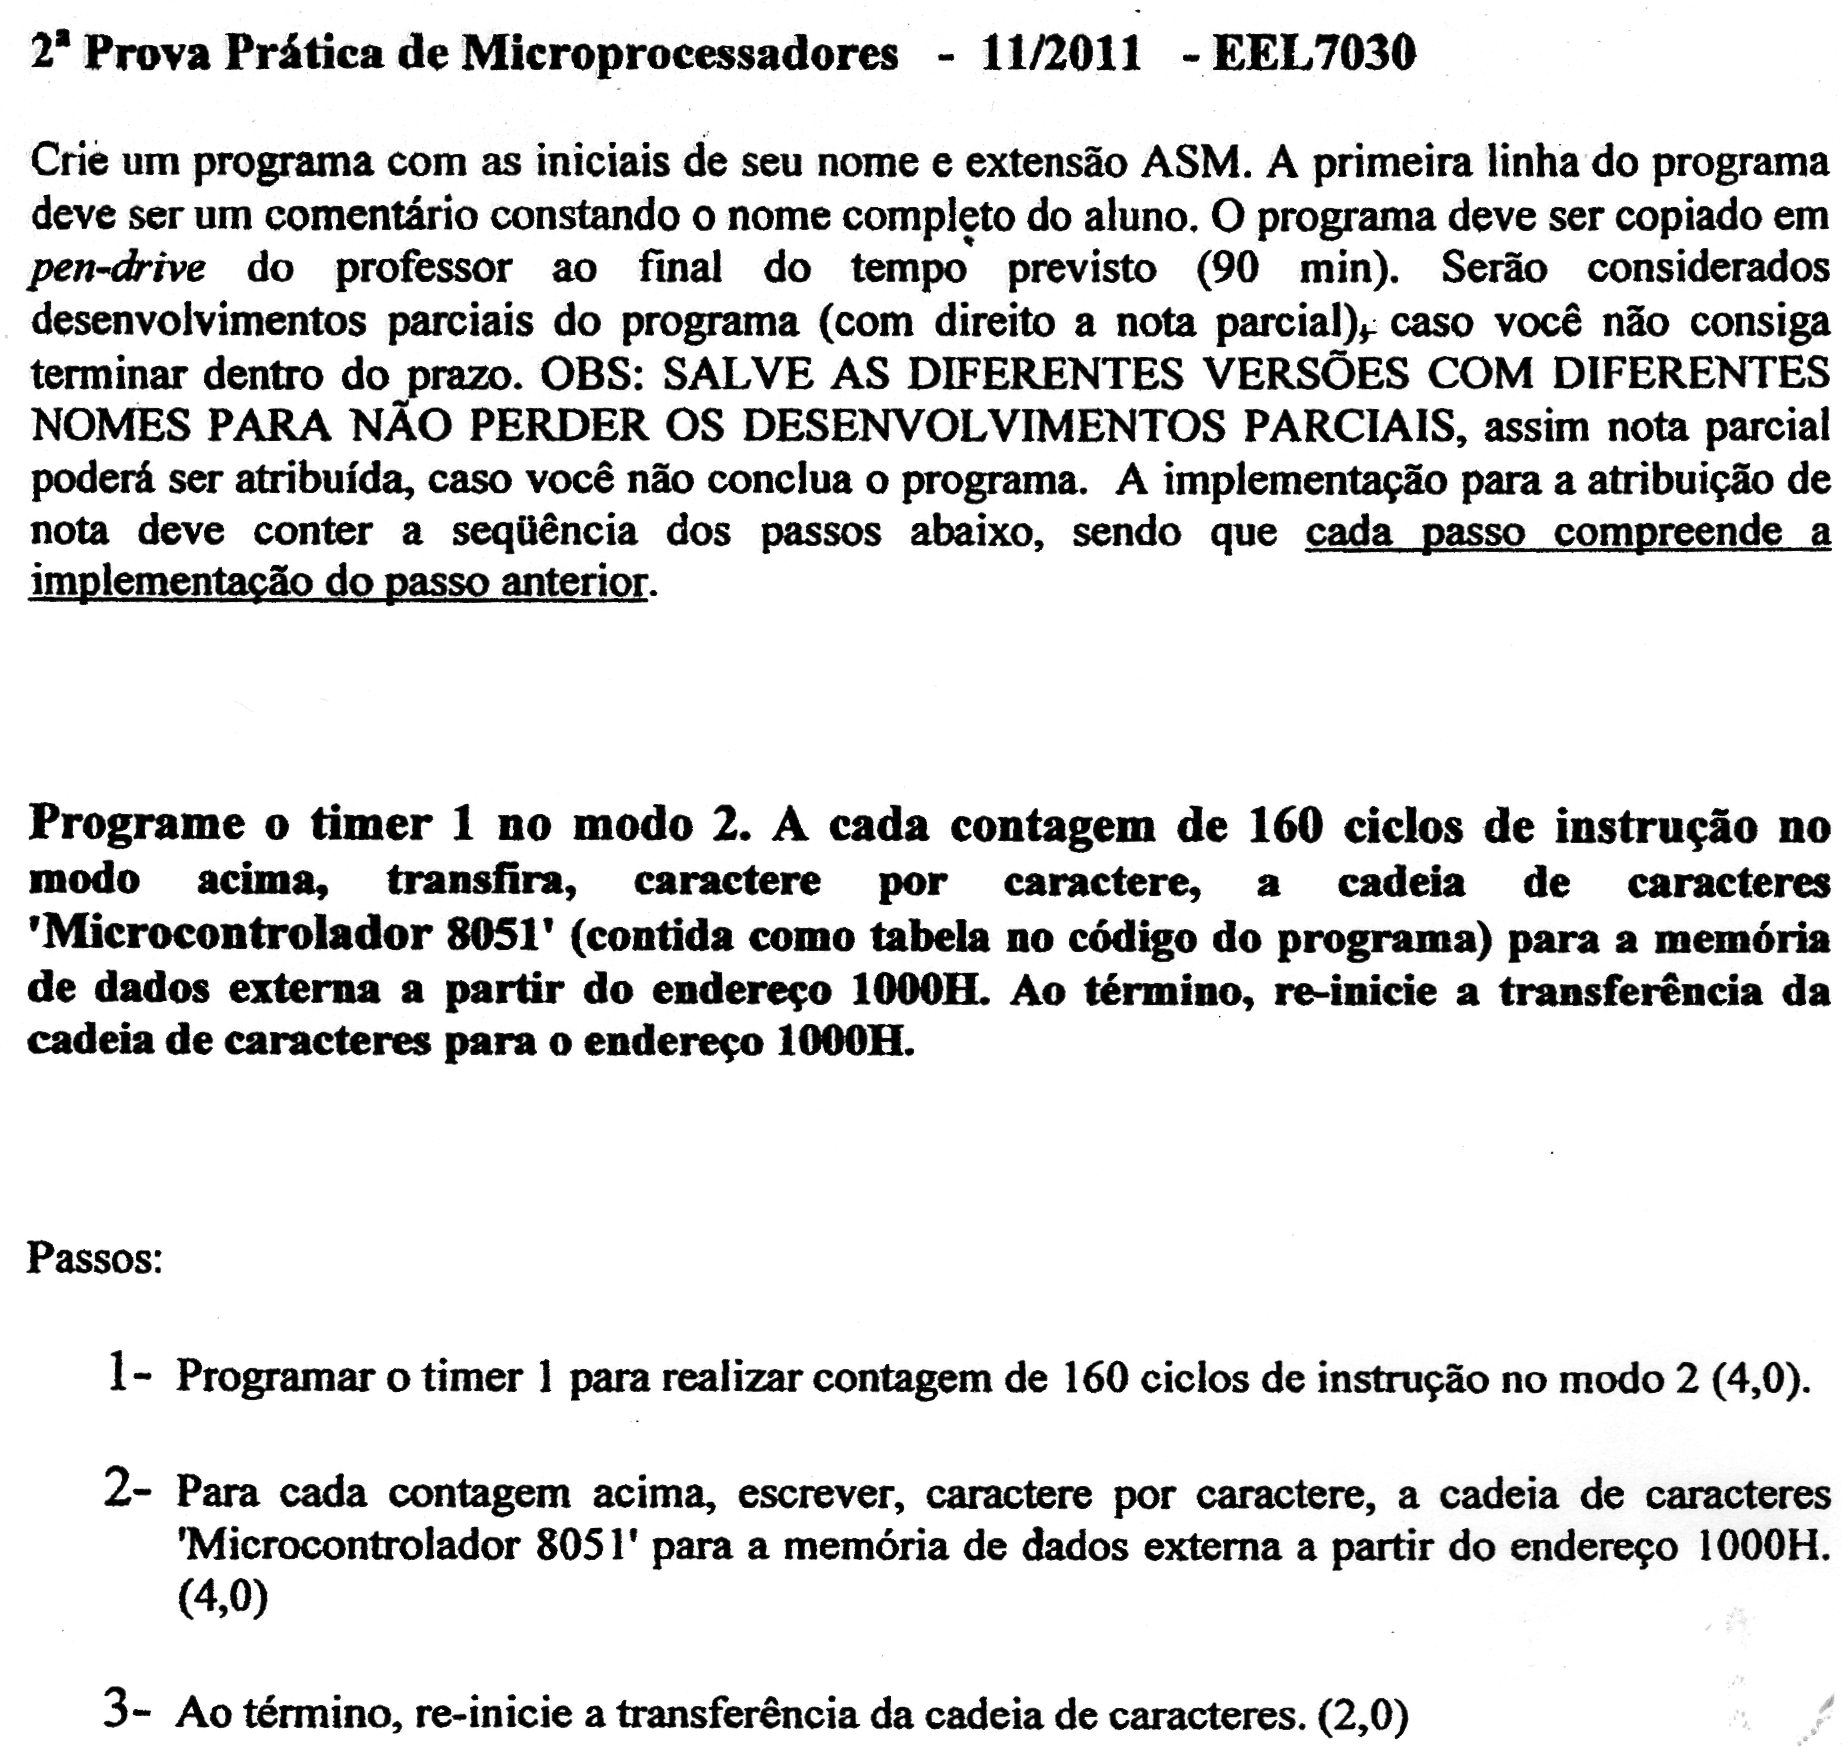 2ª Prova Prática de Microprocessadores - 11/2011 - EEL7030
Crie um programa com as iniciais de seu nome e extensão ASM. A primeira linha do programa
deve ser um comentário constando o nome completo do aluno. O programa deve ser copiado em
pen-drive do professor ao final do tempo previsto (90 min). Serão considerados
desenvolvimentos parciais do programa (com direito a nota parcial), caso você não consiga
terminar dentro do prazo. OBS: SALVE AS DIFERENTES VERSÕES COM DIFERENTES
NOMES PARA NÃO PERDER OS DESENVOLVIMENTOS PARCIAIS, assim nota parcial
poderá ser atribuída, caso você não conclua o programa. A implementação para a atribuição de
nota deve conter a seqüência dos passos abaixo, sendo que cada passo compreende a
implementação do passo anterior.
Programe o timer 1 no modo 2. A cada contagem de 160 ciclos de instrução no
modo acima, transfira, caractere por caractere, a cadeia de caracteres
'Microcontrolador 8051' (contida como tabela no código do programa) para a memória
de dados externa a partir do endereço 1000H. Ao término, re-inicie a transferência da
cadeia de caracteres para o endereço 1000H.
Passos:
1- Programar o timer 1 para realizar contagem de 160 ciclos de instrução no modo 2 (4,0).
2- Para cada contagem acima, escrever, caractere por caractere, a cadeia de caracteres
'Microcontrolador 8051' para a memória de dados externa a partir do endereço 1000H.
(4,0)
3- Ao término, re-inicie a transferência da cadeia de caracteres. (2,0)